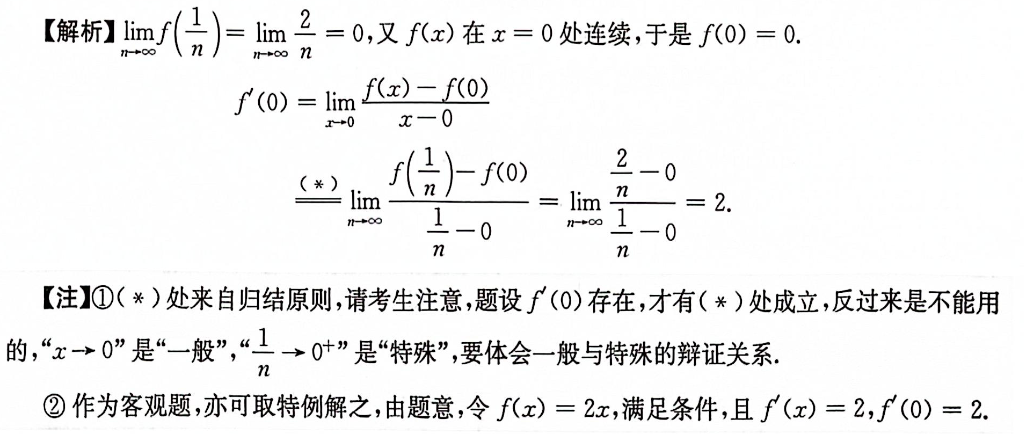 【解析】$\lim\limits_{n\to\infty} f\left(\frac{1}{n}\right)=\lim\limits_{n\to\infty}\frac{2}{n}=0$,又 $f(x)$ 在 $x=0$ 处连续,于是 $f(0)=0$.
$f'(0)=\lim\limits_{x\to 0}\frac{f(x)-f(0)}{x-0}$
$\xlongequal{(*)}\lim\limits_{n\to\infty}\frac{f\left(\frac{1}{n}\right)-f(0)}{\frac{1}{n}-0}=\lim\limits_{n\to\infty}\frac{\frac{2}{n}-0}{\frac{1}{n}-0}=2.$
【注】①(*)处来自归结原则,请考生注意,题设 $f'(0)$ 存在,才有(*)处成立,反过来是不能用
的,“$x\to 0$”是“一般”,“$\frac{1}{n}\to 0^{+}$”是“特殊”,要体会一般与特殊的辩证关系.
② 作为客观题,亦可取特例解之,由题意,令 $f(x)=2x$,满足条件,且 $f'(x)=2,f'(0)=2.$